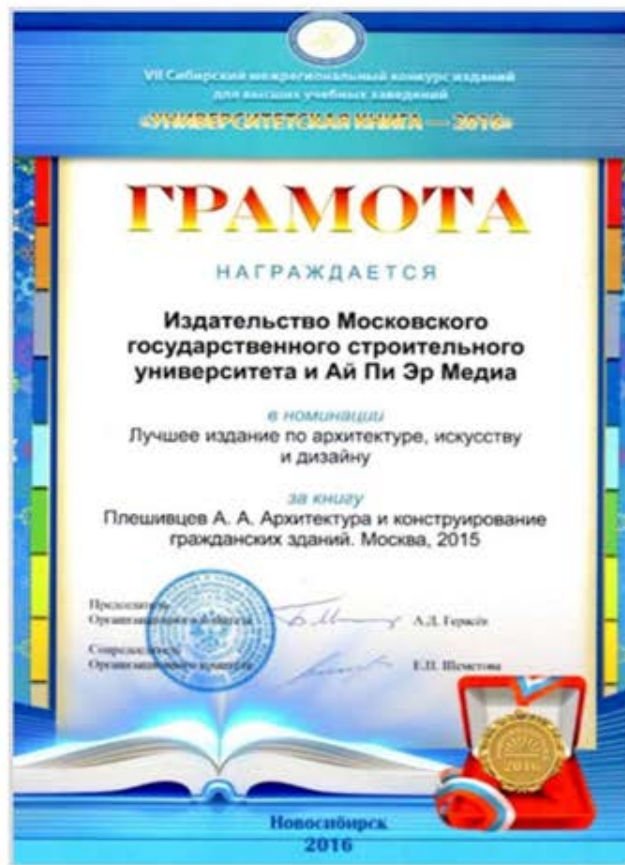 VII Сибирский межрегиональный конкурс изданий
для высших учебных заведений
«УНИВЕРСИТЕТСКАЯ КНИГА — 2016»
ГРАМОТА
НАГРАЖДАЕТСЯ
Издательство Московского
государственного строительного
университета и Ай Пи Эр Медиа
в номинации
Лучшее издание по архитектуре, искусству
и дизайну
за книгу
Плешивцев А. А. Архитектура и конструирование
гражданских зданий. Москва, 2015
Председатель
Организационного комитета
А.Д. Герасёв
Сопредседатель
Организационного комитета
Е.П. Шеметова
2016
Новосибирск
2016